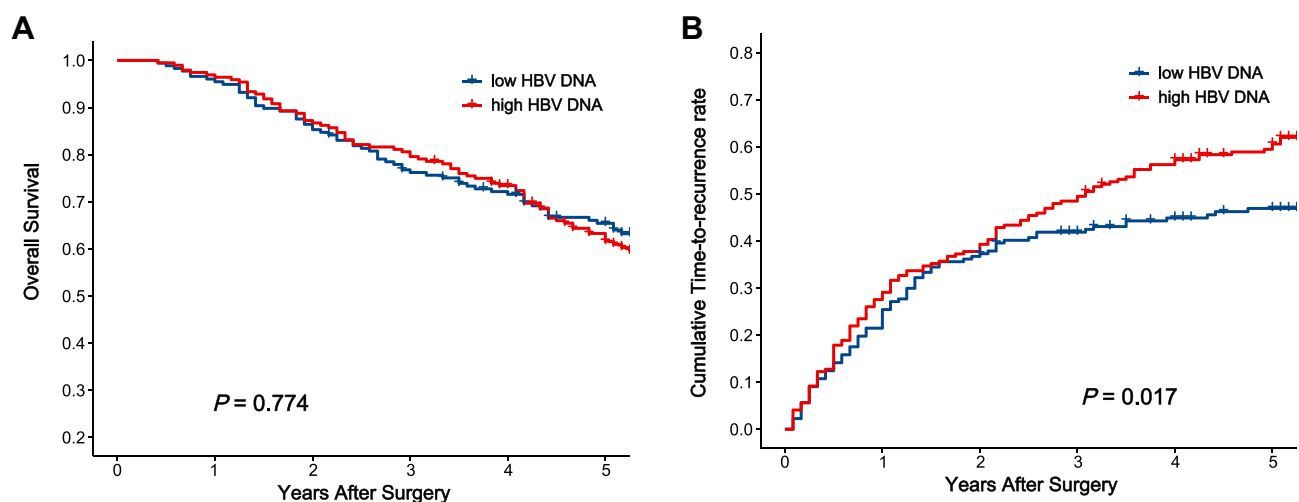 A
Overall Survival
1.0
0.9
0.8
0.7
0.6
0.5
0.4
0.3
0.2
low HBV DNA
high HBV DNA
P = 0.774
0 1 2 3 4 5
Years After Surgery
B
Cumulative Time-to-recurrence rate
0.8
0.7
0.6
0.5
0.4
0.3
0.2
0.1
0.0
low HBV DNA
high HBV DNA
P = 0.017
0 1 2 3 4 5
Years After Surgery